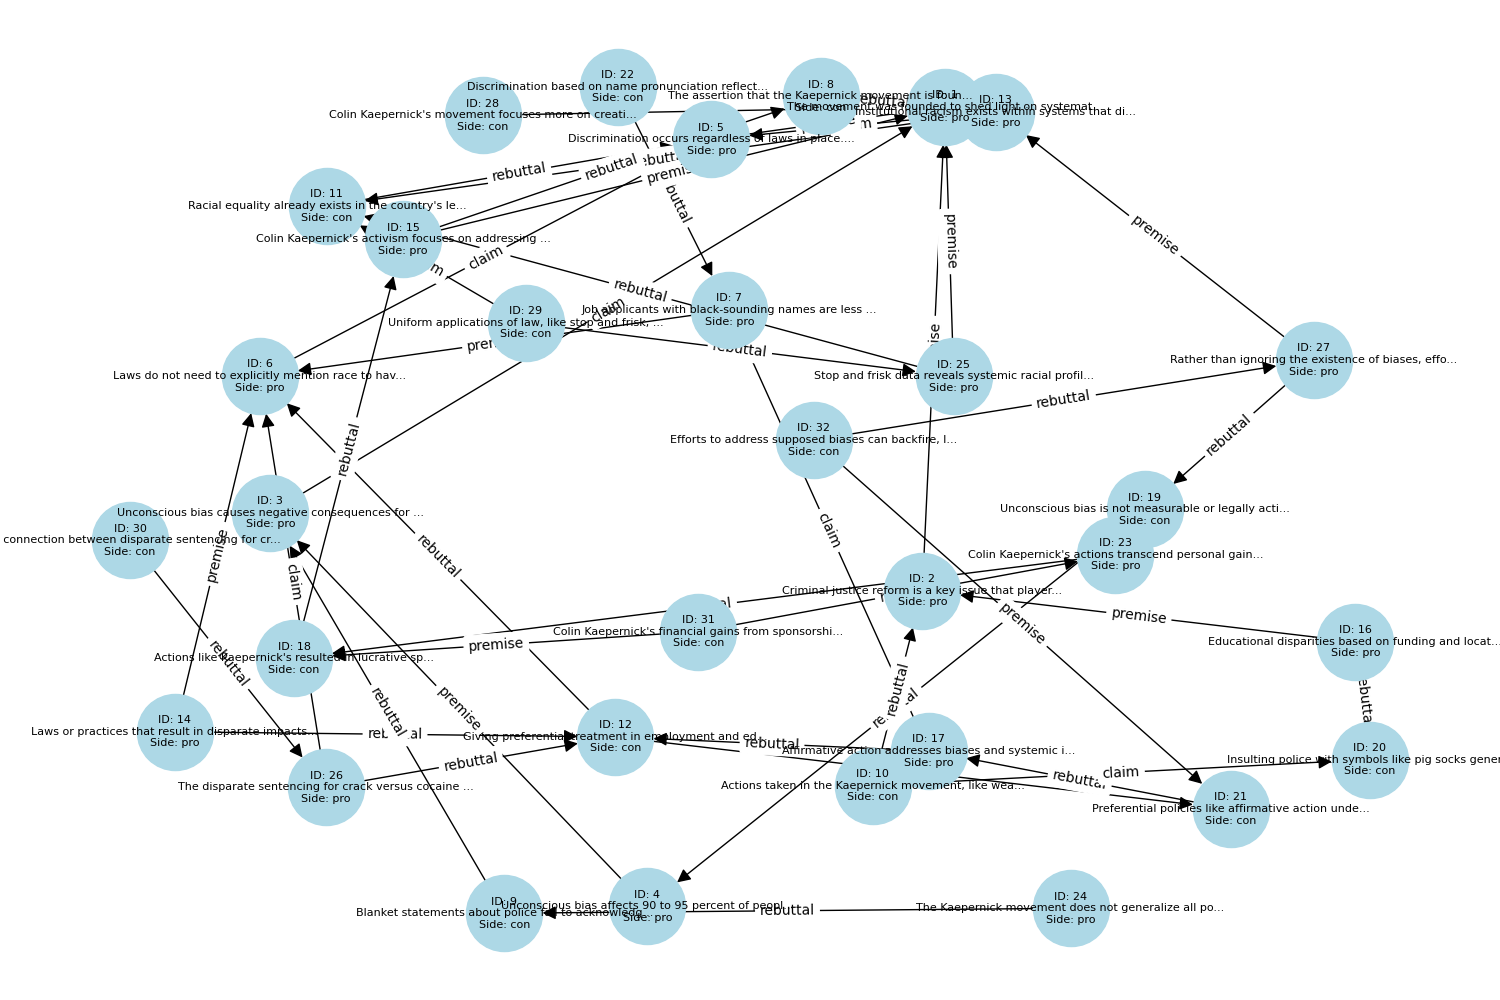 ID: 22
Discrimination based on name pronunciation reflect...
Side: con
ID: 28
Colin Kaepernick's movement focuses more on creati...
Side: con
ID: 8
The assertion that the Kaepernick movement is foun...
Side: con
ID: 1
The movement was founded to shed light on systemat...
Side: pro
ID: 13
Institutional racism exists within systems that di...
Side: pro
ID: 5
Discrimination occurs regardless of laws in place....
Side: pro
rebuttal
rebuttal
premise
ID: 11
Racial equality already exists in the country's le...
Side: con
ID: 15
Colin Kaepernick's activism focuses on addressing ...
Side: pro
premise
premise
claim
rebuttal
claim
ID: 29
Uniform applications of law, like stop and frisk, ...
Side: con
ID: 7
Job applicants with black-sounding names are less ...
Side: pro
rebuttal
ID: 6
Laws do not need to explicitly mention race to hav...
Side: pro
ID: 25
Stop and frisk data reveals systemic racial profil...
Side: pro
ID: 27
Rather than ignoring the existence of biases, effo...
Side: pro
rebuttal
rebuttal
ID: 32
Efforts to address supposed biases can backfire, l...
Side: con
rebuttal
ID: 3
Unconscious bias causes negative consequences for ...
Side: pro
ID: 19
Unconscious bias is not measurable or legally acti...
Side: con
ID: 30
connection between disparate sentencing for cr...
Side: con
premise
rebuttal
claim
ID: 23
Colin Kaepernick's actions transcend personal gain...
Side: pro
claim
ID: 2
Criminal justice reform is a key issue that player...
Side: pro
premise
premise
ID: 31
Colin Kaepernick's financial gains from sponsorshi...
Side: con
premise
ID: 16
Educational disparities based on funding and locat...
Side: pro
ID: 18
Actions like Kaepernick's resulted in lucrative sp...
Side: con
rebuttal
rebuttal
premise
rebuttal
ID: 14
Laws or practices that result in disparate impacts...
Side: pro
ID: 12
Giving preferential treatment in employment and ed...
Side: con
rebuttal
ID: 17
Affirmative action addresses biases and systemic i...
Side: pro
ID: 20
Insulting police with symbols like pig socks gener
Side: con
rebuttal
rebuttal
claim
ID: 26
The disparate sentencing for crack versus cocaine ...
Side: pro
ID: 10
Actions taken in the Kaepernick movement, like wea...
Side: con
ID: 21
Preferential policies like affirmative action unde...
Side: con
ID: 9
Blanket statements about police fail to acknowledg...
Side: con
ID: 4
Unconscious bias affects 90 to 95 percent of peopl...
Side: pro
rebuttal
ID: 24
The Kaepernick movement does not generalize all po...
Side: pro